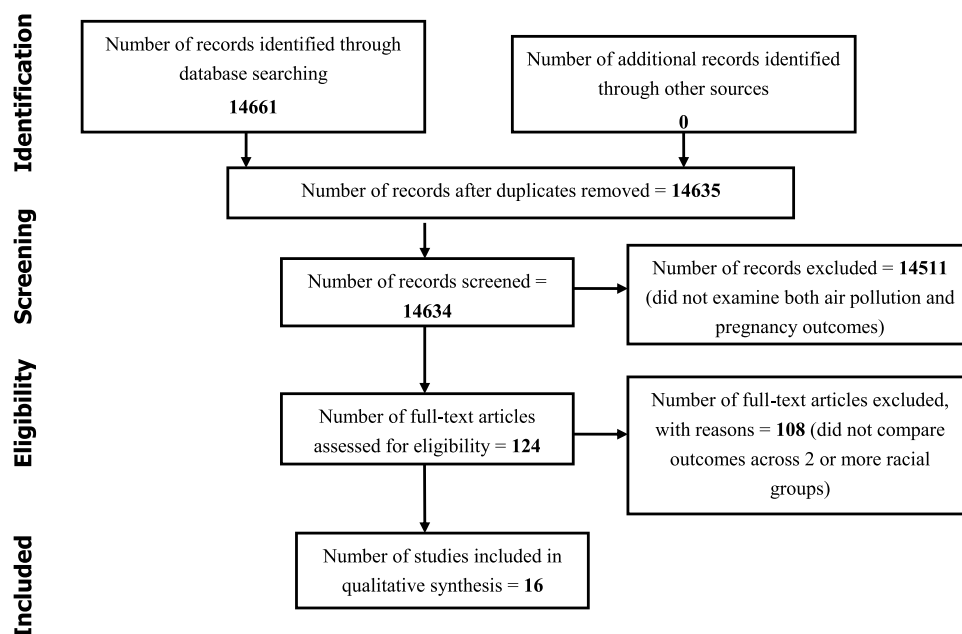 Identification
Number of records identified through
database searching
14661
Number of additional records identified
through other sources
0
Number of records after duplicates removed = 14635
Screening
Number of records screened =
14634
Number of records excluded = 14511
(did not examine both air pollution and
pregnancy outcomes)
Eligibility
Number of full-text articles
assessed for eligibility = 124
Number of full-text articles excluded,
with reasons = 108 (did not compare
outcomes across 2 or more racial
groups)
Included
Number of studies included in
qualitative synthesis = 16